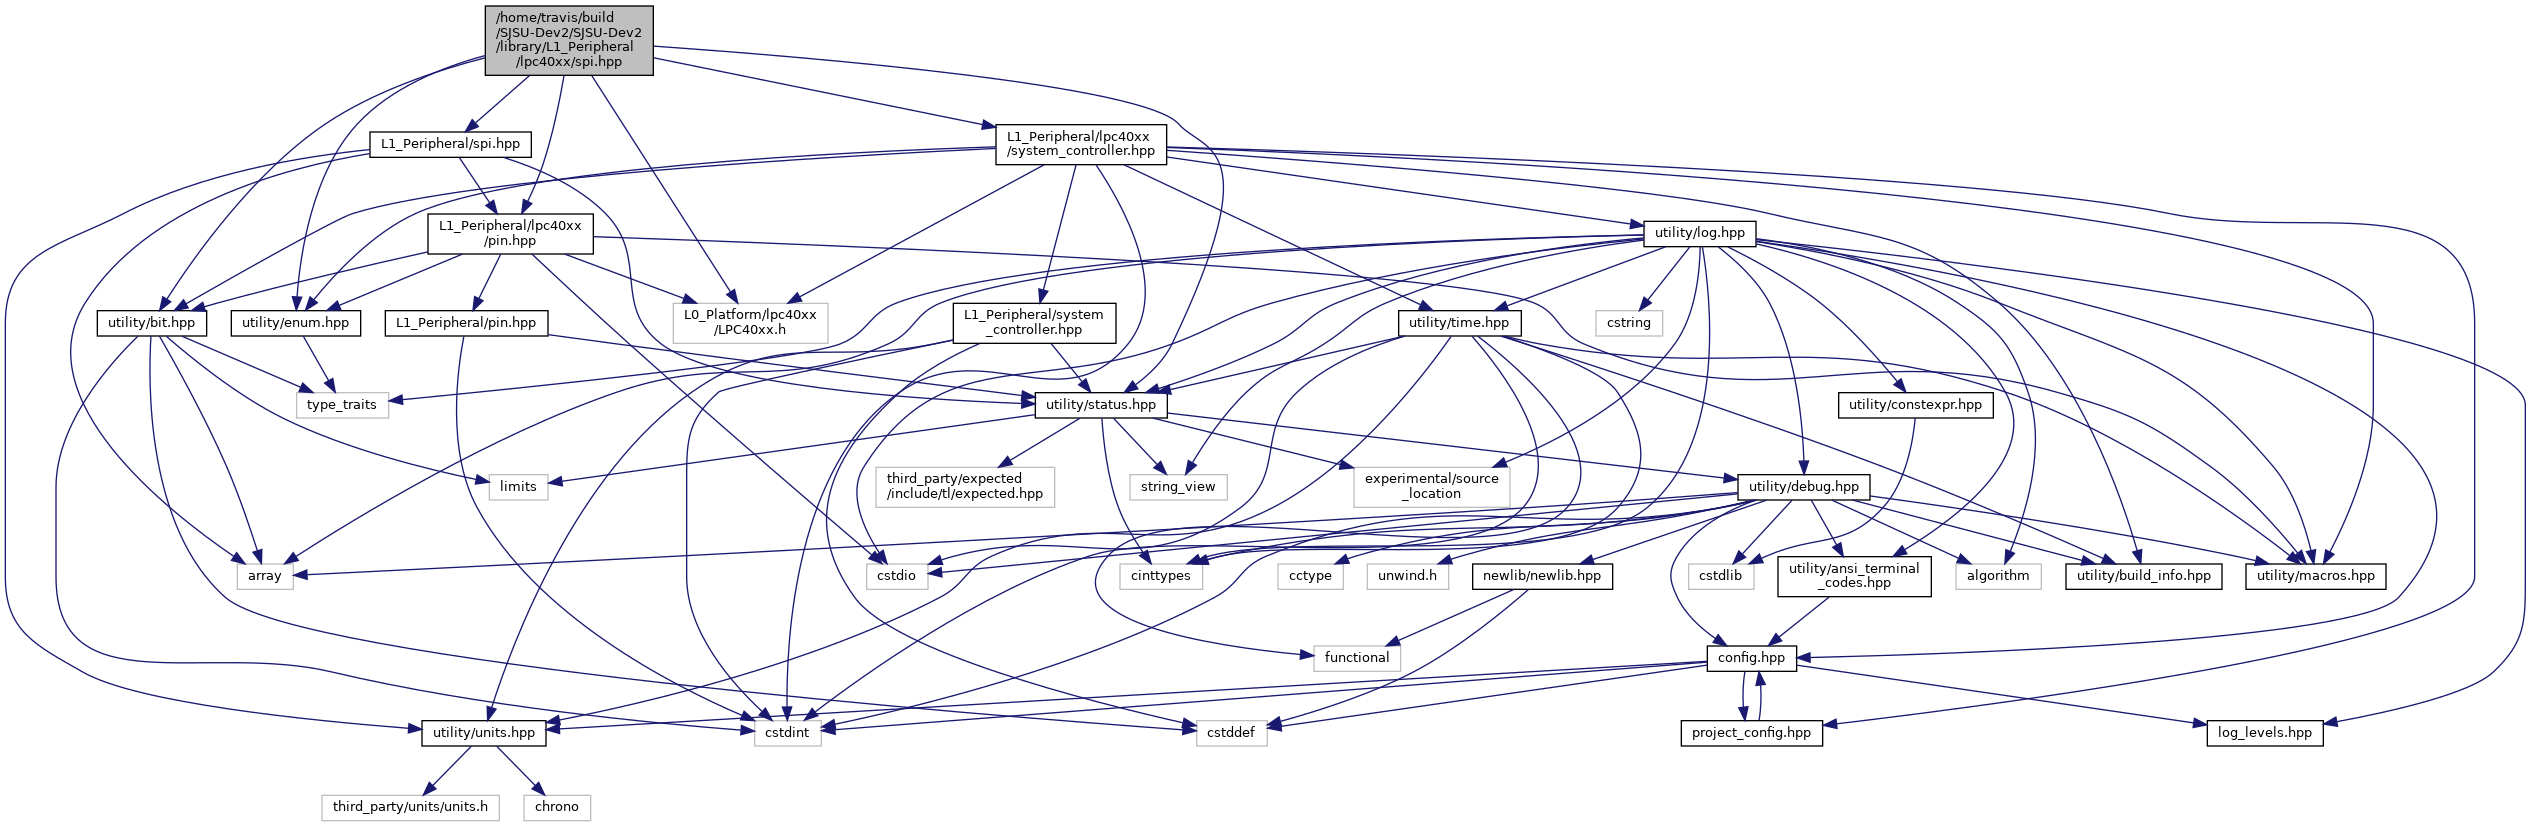 /home/travis/build
/SJSU-Dev2/SJSU-Dev2
/library/L1_Peripheral
/lpc40xx/spi.hpp
L1_Peripheral/spi.hpp
L1_Peripheral/lpc40xx
/system_controller.hpp
L1_Peripheral/lpc40xx
/pin.hpp
utility/log.hpp
utility/bit.hpp
utility/enum.hpp
L1_Peripheral/pin.hpp
L0_Platform/lpc40xx
/LPC40xx.h
L1_Peripheral/system
_controller.hpp
utility/time.hpp
cstring
type_traits
utility/status.hpp
utility/constexpr.hpp
limits
third_party/expected
/include/tl/expected.hpp
string_view
experimental/source
_location
utility/debug.hpp
array
cstdio
cinttypes
cctype
unwind.h
newlib/newlib.hpp
cstdlib
utility/ansi_terminal
_codes.hpp
algorithm
utility/build_info.hpp
utility/macros.hpp
functional
config.hpp
utility/units.hpp
cstdint
cstddef
project_config.hpp
log_levels.hpp
third_party/units/units.h
chrono